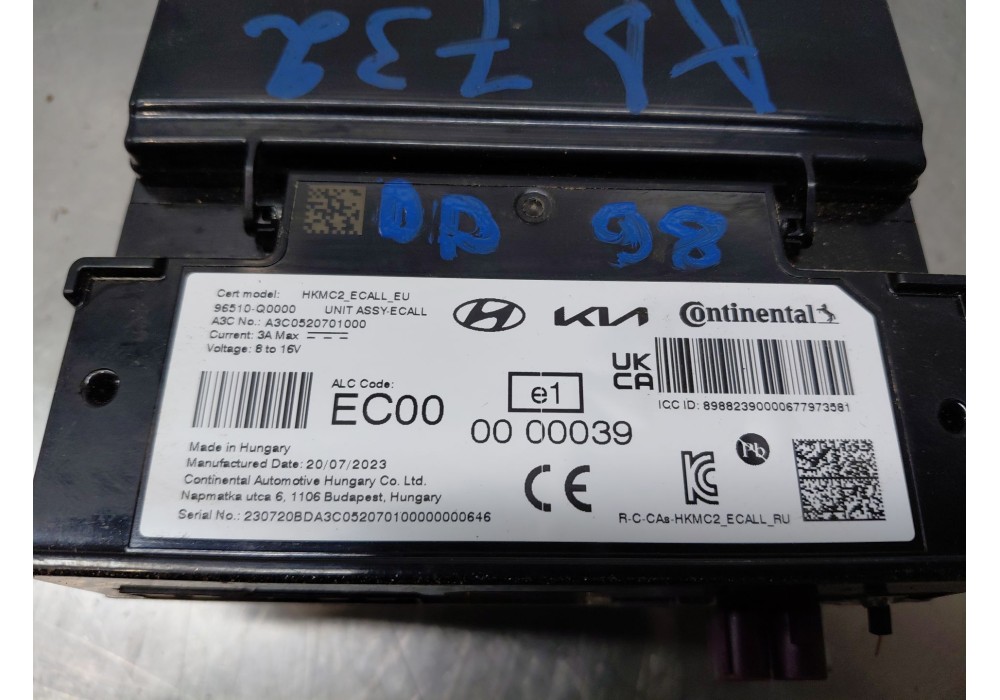 AD 732
86 D0
Cert model: HKMC2_ECALL_EU
96510-Q0000 UNIT ASSY-ECALL
A3C No.: A3C0520701000
Current: 3A Max
Voltage: 8 to 16V
KIA
Continental
UK
CA
ICC ID: 89882390000677973581
ALC Code:
EC00
e1
00 00039
Made in Hungary
Manufactured Date: 20/07/2023
Continental Automotive Hungary Co. Ltd.
Napmatka utca 6, 1106 Budapest, Hungary
Serial No.: 230720BDA3C052070100000000646
CE
Pb
R-C-CAs-HKMC2_ECALL_RU